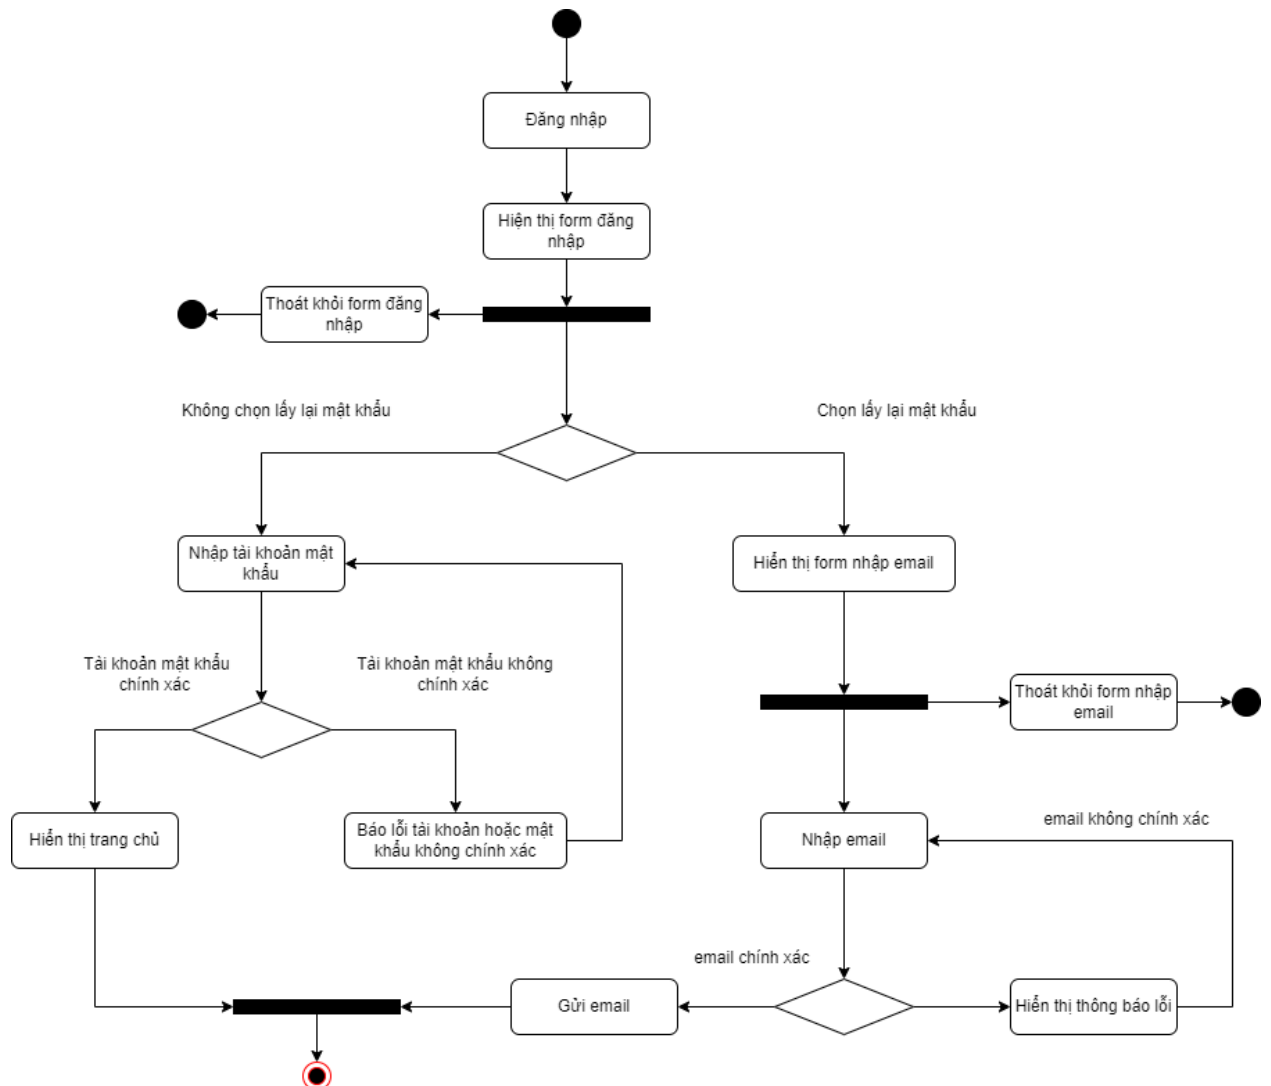 Đăng nhập
Hiện thị form đăng
nhập
Thoát khỏi form đăng
nhập
Không chọn lấy lại mật khẩu
Chọn lấy lại mật khẩu
Nhập tài khoản mật
khẩu
Hiển thị form nhập email
Tài khoản mật khẩu
chính xác
Tài khoản mật khẩu không
chính xác
Thoát khỏi form nhập
email
Hiển thị trang chủ
Báo lỗi tài khoản hoặc mật
khẩu không chính xác
Nhập email
email không chính xác
email chính xác
Gửi email
Hiển thị thông báo lỗi